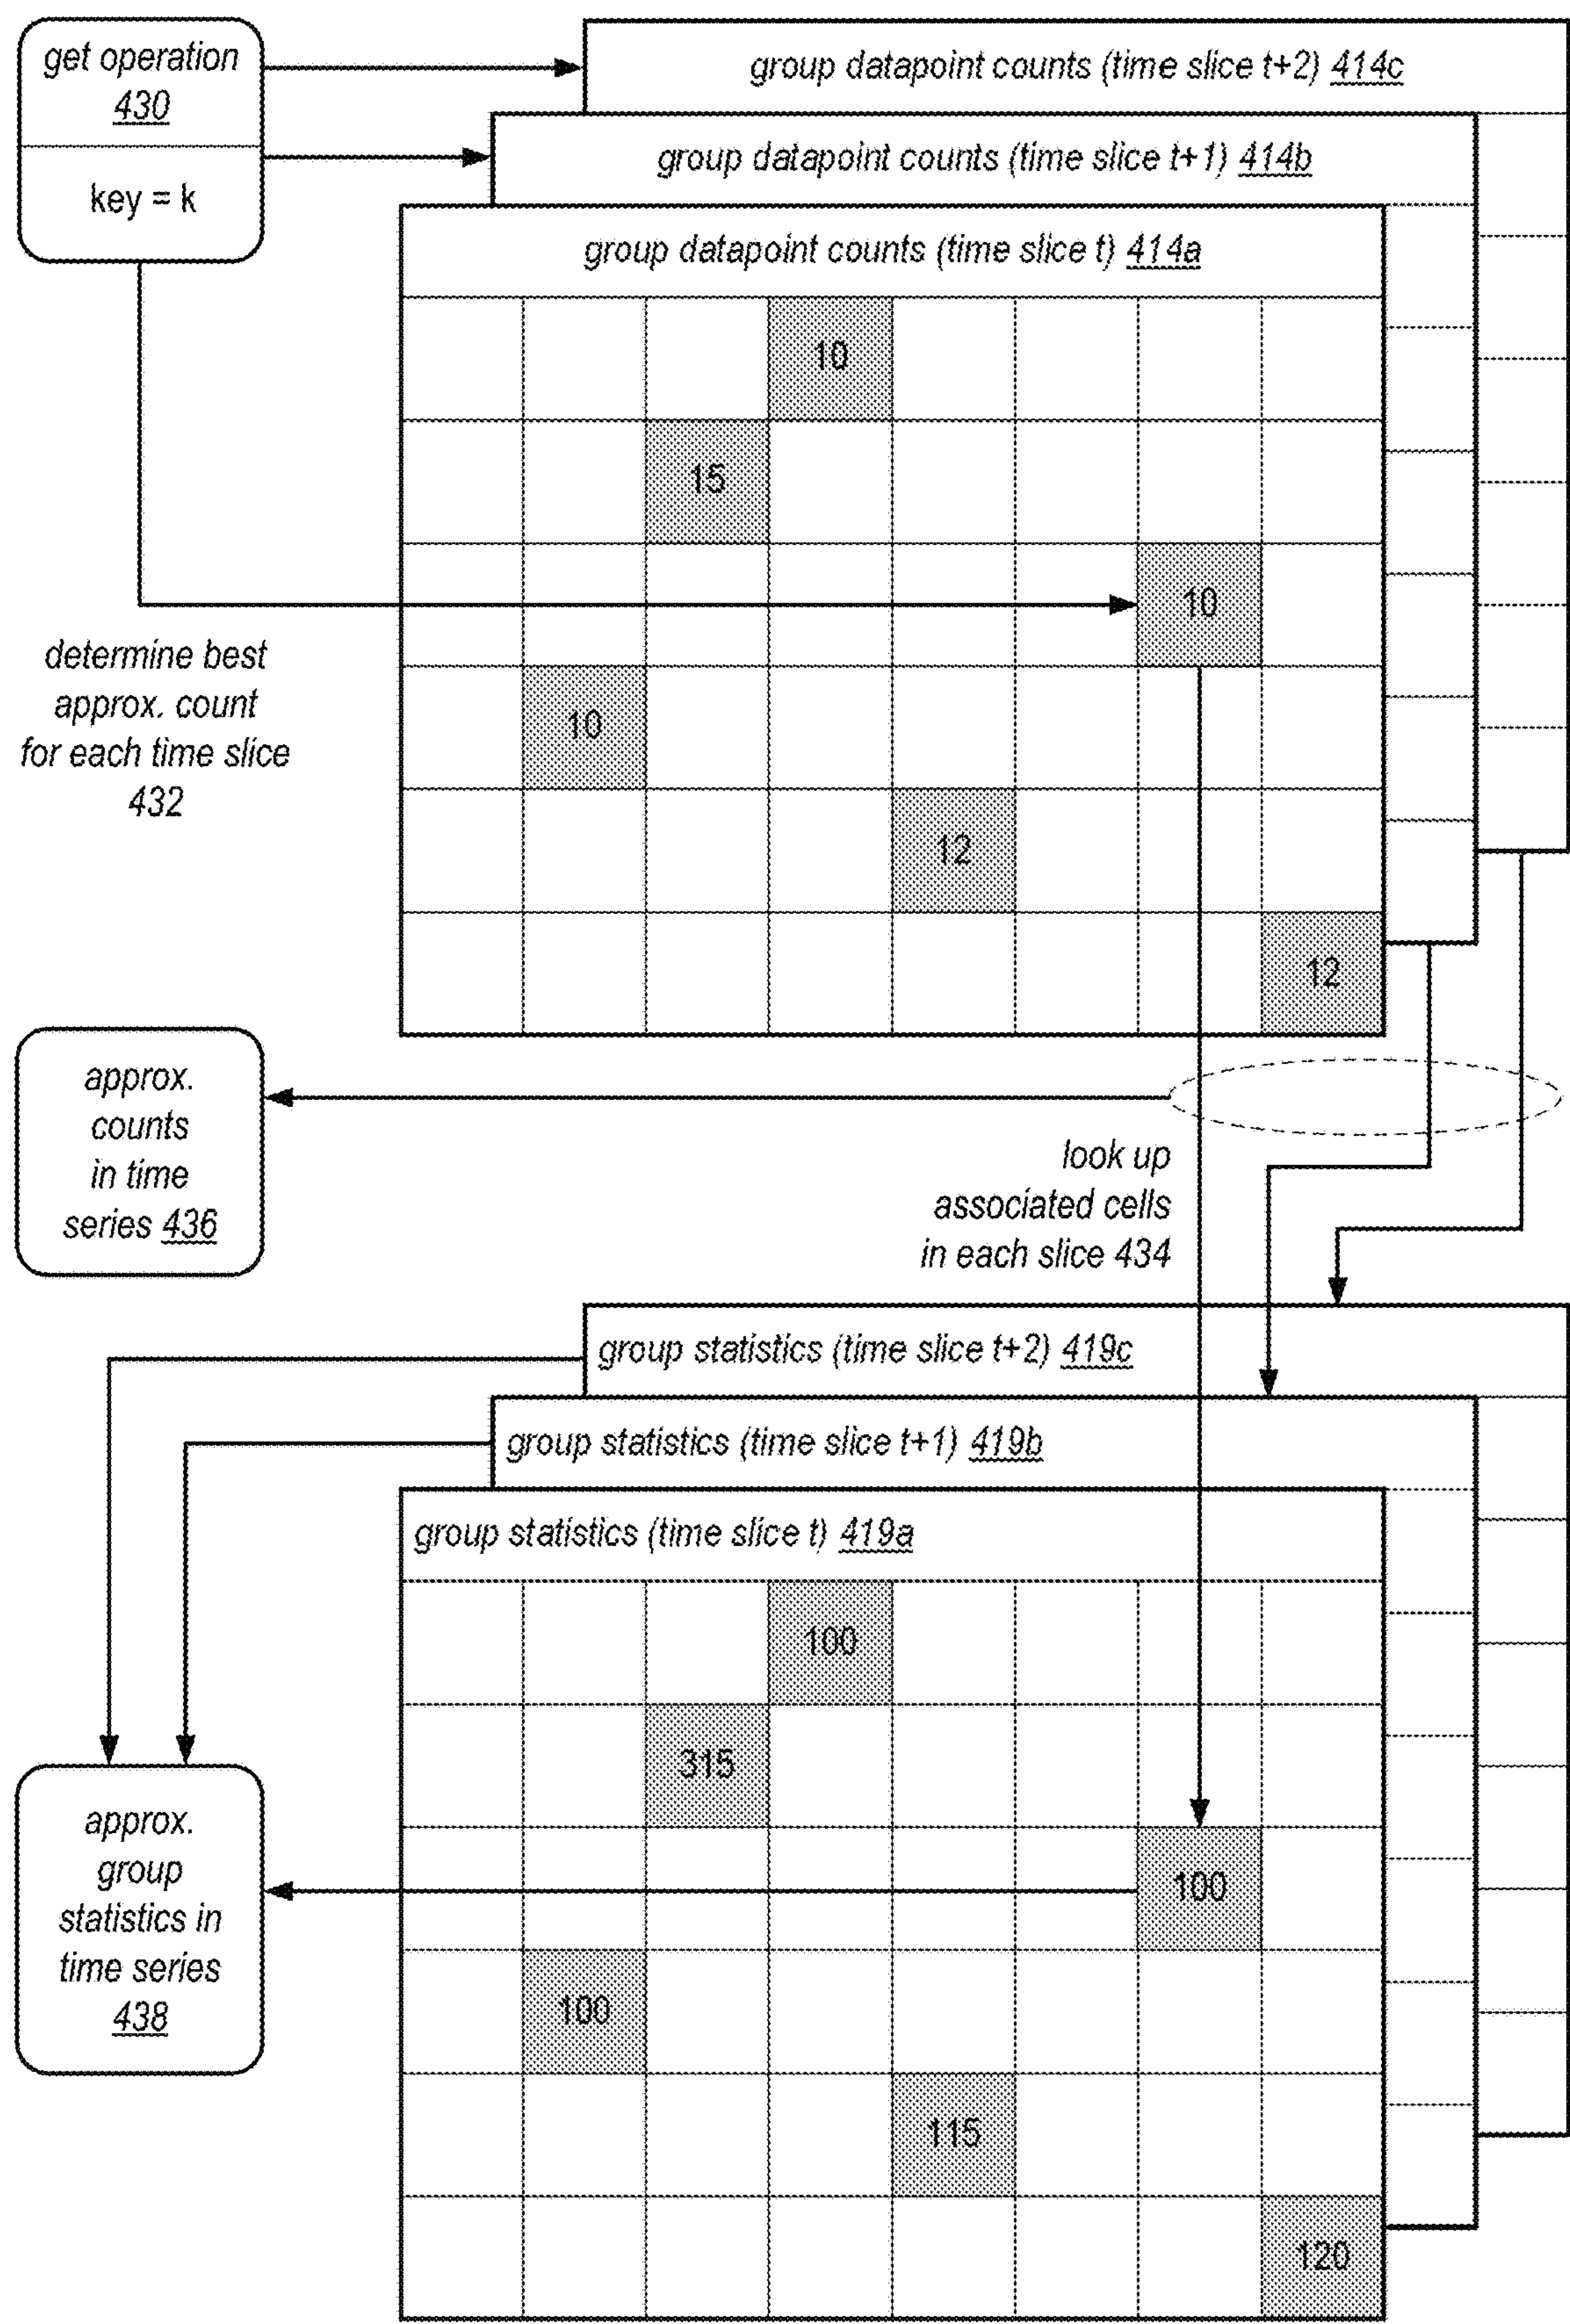 get operation
430
key = k
group datapoint counts (time slice t+2) 414c
group datapoint counts (time slice t+1) 414b
group datapoint counts (time slice t) 414a
10
15
10
10
12
12
determine best
approx. count
for each time slice
432
approx.
counts
in time
series 436
look up
associated cells
in each slice 434
group statistics (time slice t+2) 419c
group statistics (time slice t+1) 419b
group statistics (time slice t) 419a
100
315
100
100
115
120
approx.
group
statistics in
time series
438